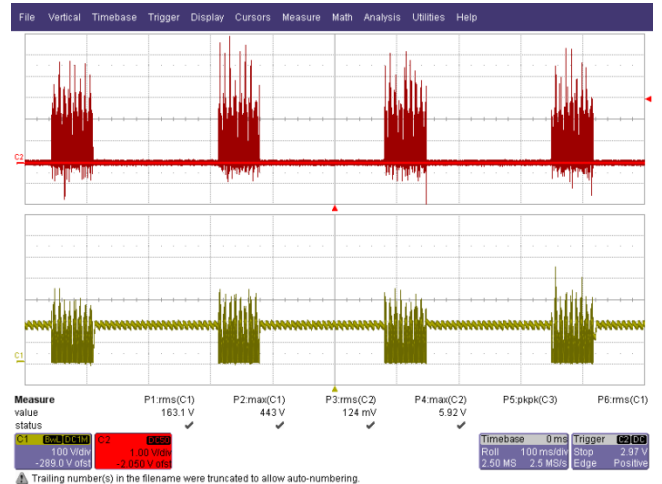 File Vertical Timebase Trigger Display Cursors Measure Math Analysis Utilities Help
C2
C1
Measure P1:rms(C1) P2:max(C1) P3:rms(C2) P4:max(C2) P5:pkpk(C3) P6:rms(C1)
value 163.1 V 443 V 124 mV 5.92 V
status
C1 BwL DC1M
100 V/div
-289.0 V ofst
C2 DC50
1.00 V/div
-2.050 V ofst
Timebase 0 ms
Roll 100 ms/div
2.50 MS 2.5 MS/s
Trigger C2 DC
Stop 2.97 V
Edge Positive
Trailing number(s) in the filename were truncated to allow auto-numbering.